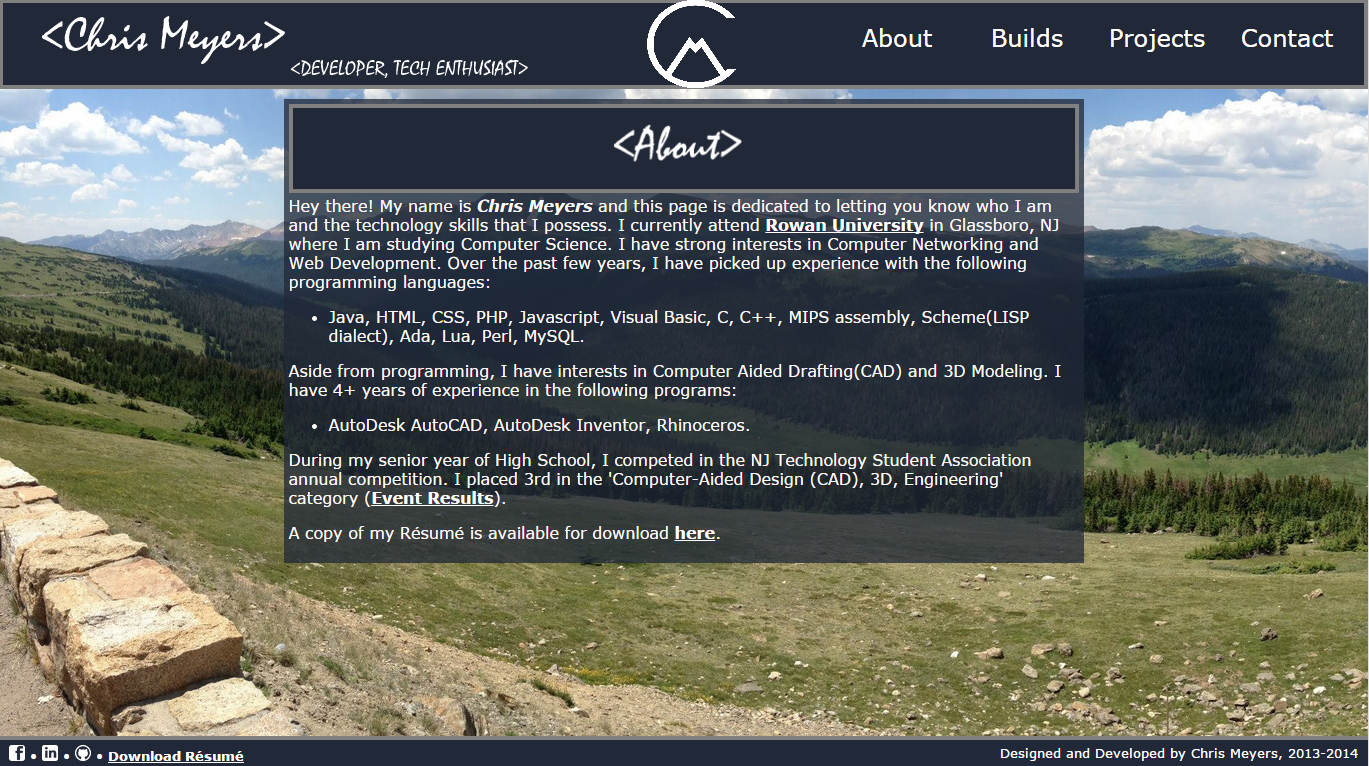 <Chris Meyers>
<DEVELOPER, TECH ENTHUSIAST>
About Builds Projects Contact
<About>
Hey there! My name is Chris Meyers and this page is dedicated to letting you know who I am
and the technology skills that I possess. I currently attend Rowan University in Glassboro, NJ
where I am studying Computer Science. I have strong interests in Computer Networking and
Web Development. Over the past few years, I have picked up experience with the following
programming languages:
• Java, HTML, CSS, PHP, Javascript, Visual Basic, C, C++, MIPS assembly, Scheme(LISP
dialect), Ada, Lua, Perl, MySQL.
Aside from programming, I have interests in Computer Aided Drafting(CAD) and 3D Modeling. I
have 4+ years of experience in the following programs:
• AutoDesk AutoCAD, AutoDesk Inventor, Rhinoceros.
During my senior year of High School, I competed in the NJ Technology Student Association
annual competition. I placed 3rd in the 'Computer-Aided Design (CAD), 3D, Engineering'
category (Event Results).
A copy of my Résumé is available for download here.
• • • Download Résumé
Designed and Developed by Chris Meyers, 2013-2014